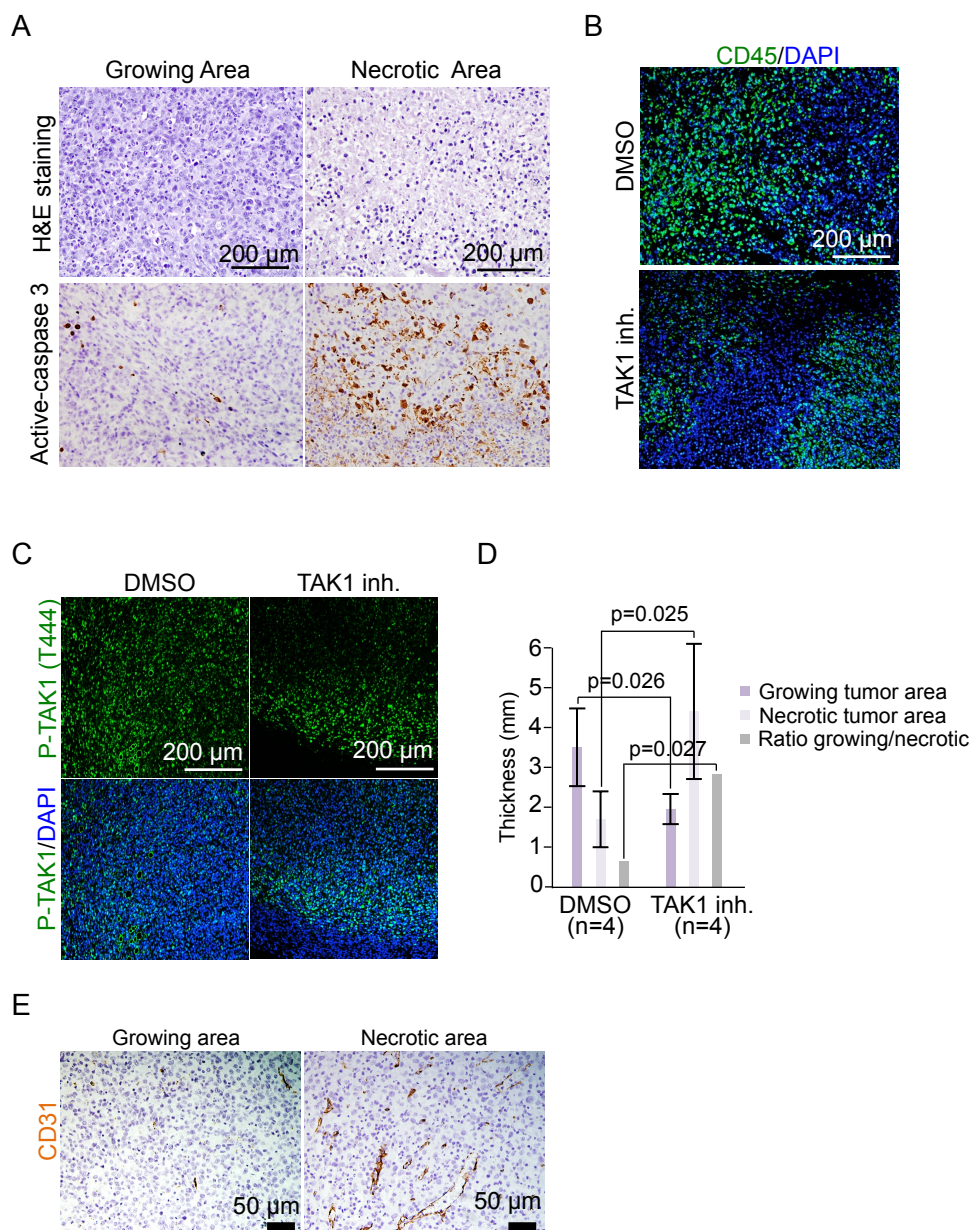 A
Growing Area
Necrotic Area
H&E staining
200 µm
200 µm
Active-caspase 3
B
CD45/DAPI
DMSO
200 µm
TAK1 inh.
C
DMSO
TAK1 inh.
P-TAK1 (T444)
200 µm
200 µm
P-TAK1/DAPI
D
p=0.025
p=0.026
p=0.027
Thickness (mm)
6
5
4
3
2
1
0
DMSO
(n=4)
TAK1 inh.
(n=4)
Growing tumor area
Necrotic tumor area
Ratio growing/necrotic
E
Growing area
Necrotic area
CD31
50 µm
50 µm